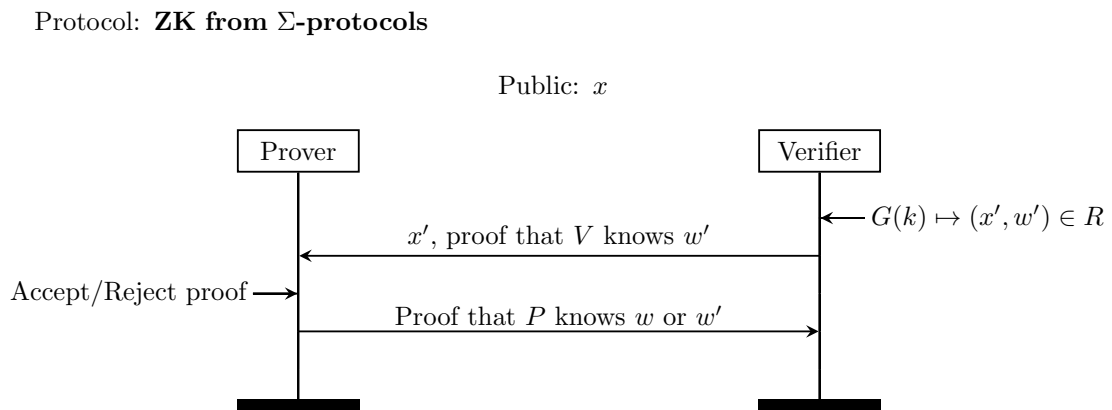 Protocol: ZK from Σ-protocols
Public: x
Prover
Verifier
G(k) ↦ (x′, w′) ∈ R
x′, proof that V knows w′
Accept/Reject proof
Proof that P knows w or w′